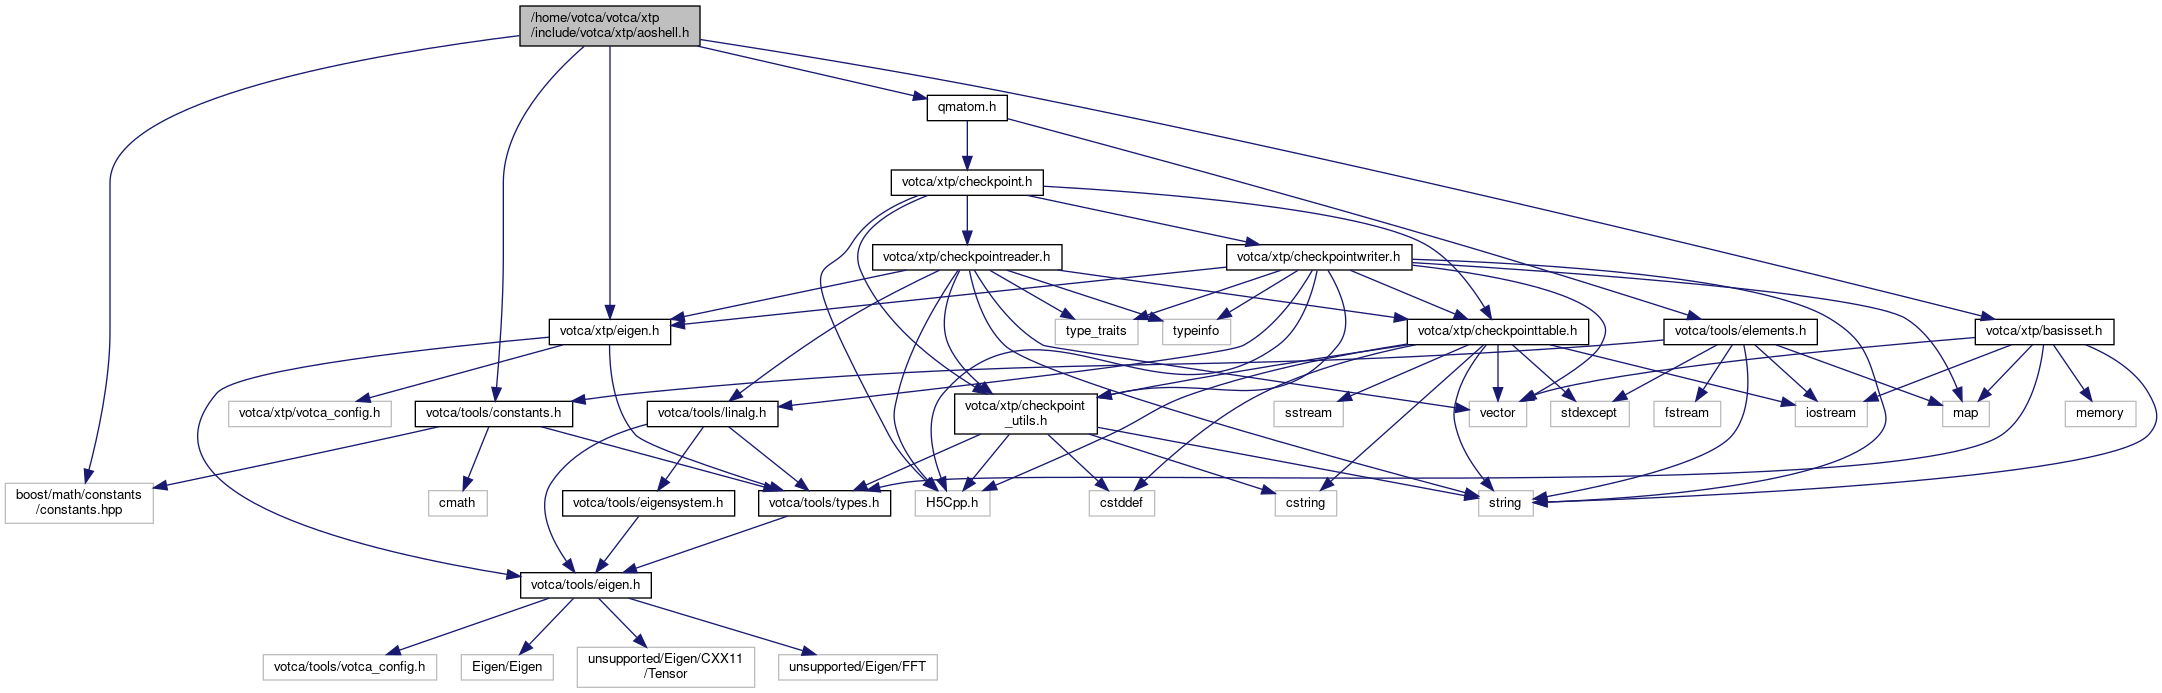 /home/votca/votca/xtp
/include/votca/xtp/aoshell.h
qmatom.h
votca/xtp/checkpoint.h
votca/xtp/checkpointreader.h
votca/xtp/checkpointwriter.h
votca/xtp/eigen.h
type_traits
typeinfo
votca/xtp/checkpointtable.h
votca/tools/elements.h
votca/xtp/basisset.h
votca/xtp/votca_config.h
votca/tools/constants.h
votca/tools/linalg.h
votca/xtp/checkpoint
_utils.h
sstream
vector
stdexcept
fstream
iostream
map
memory
boost/math/constants
/constants.hpp
cmath
votca/tools/eigensystem.h
votca/tools/types.h
H5Cpp.h
cstddef
cstring
string
votca/tools/eigen.h
votca/tools/votca_config.h
Eigen/Eigen
unsupported/Eigen/CXX11
/Tensor
unsupported/Eigen/FFT